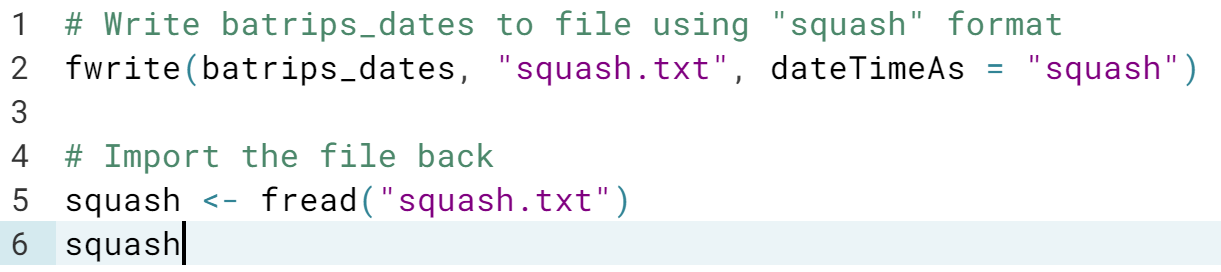 1 # Write batrips_dates to file using "squash" format
2 fwrite(batrips_dates, "squash.txt", dateTimeAs = "squash")
3
4 # Import the file back
5 squash <- fread("squash.txt")
6 squash